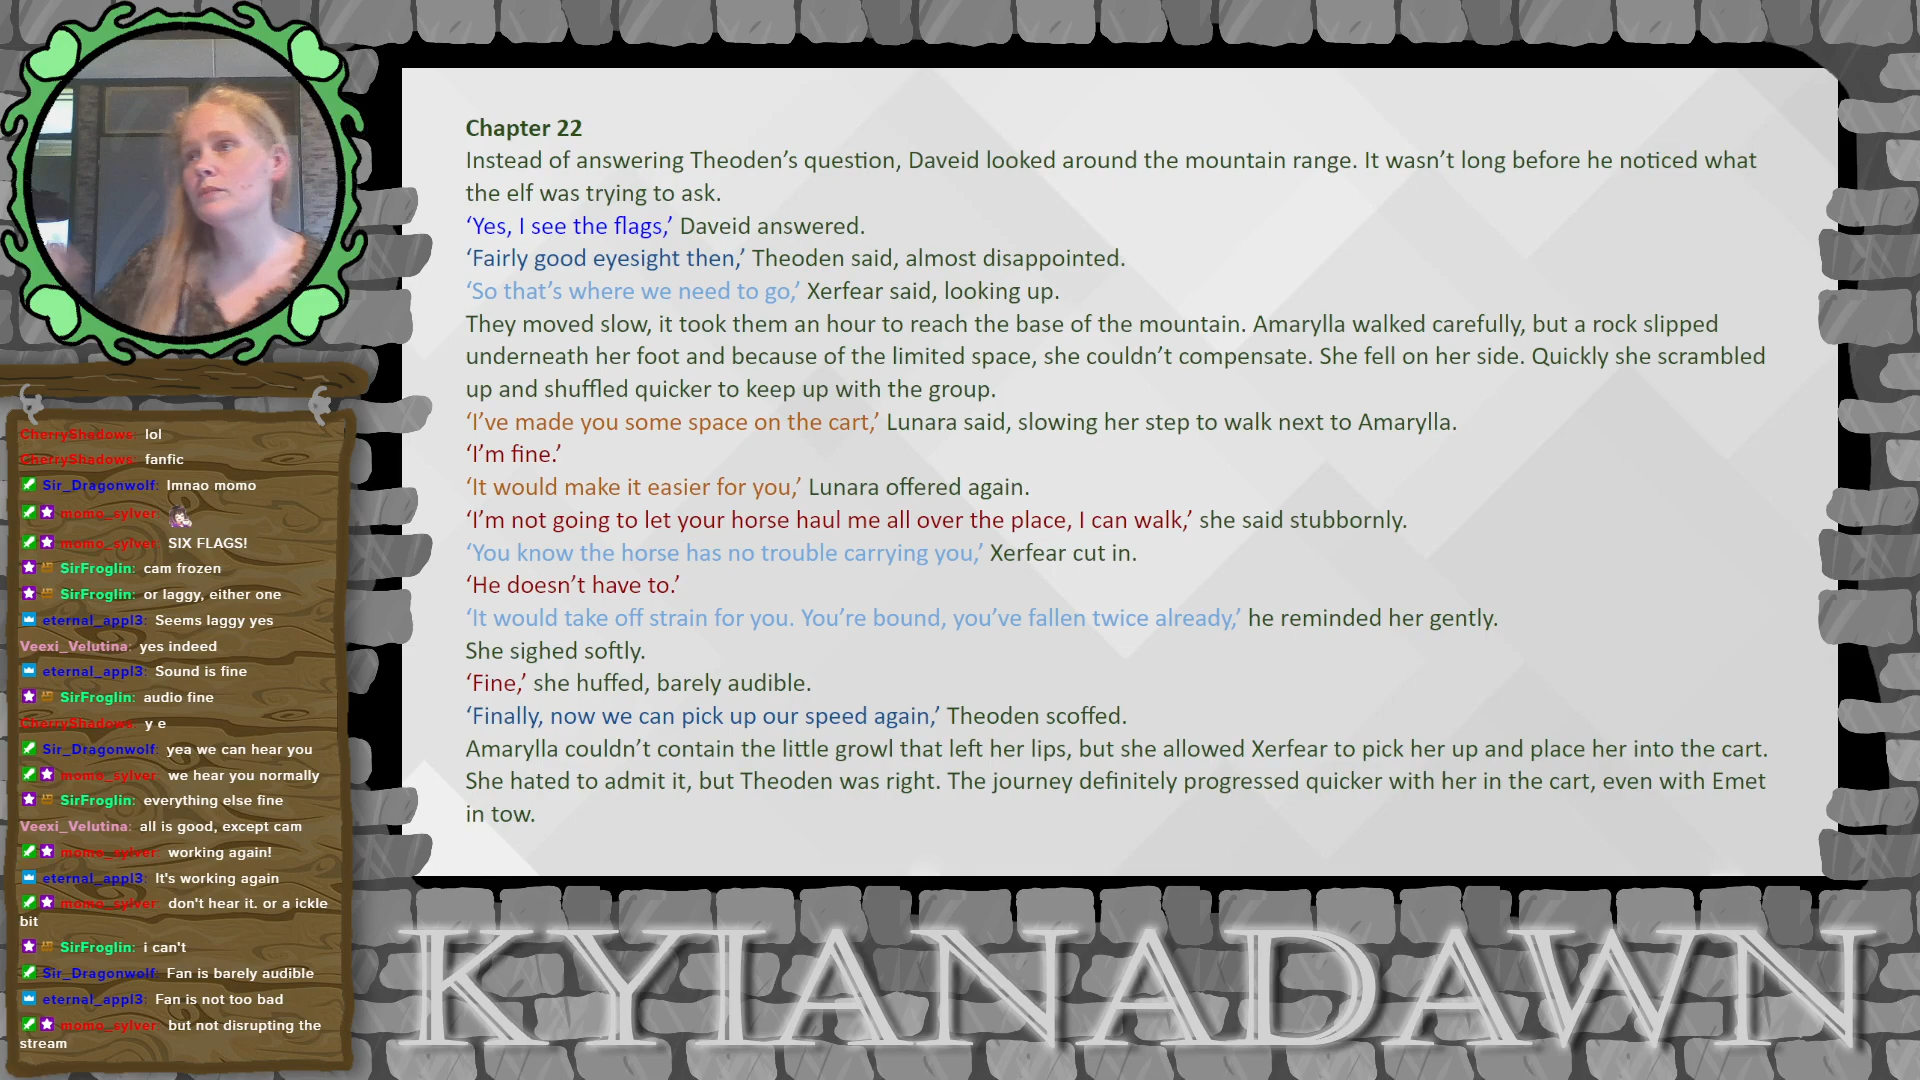 CherryShadows: lol
CherryShadows: fanfic
Sir_Dragonwolf: lmnao momo
momo_sylver:
momo_sylver: SIX FLAGS!
SirFroglin: cam frozen
SirFroglin: or laggy, either one
eternal_appl3: Seems laggy yes
Veexi_Velutina: yes indeed
eternal_appl3: Sound is fine
SirFroglin: audio fine
CherryShadows: y e
Sir_Dragonwolf: yea we can hear you
momo_sylver: we hear you normally
SirFroglin: everything else fine
Veexi_Velutina: all is good, except cam
momo_sylver: working again!
eternal_appl3: It's working again
momo_sylver: don't hear it. or a ickle
bit
SirFroglin: i can't
Sir_Dragonwolf: Fan is barely audible
eternal_appl3: Fan is not too bad
momo_sylver: but not disrupting the
stream
Chapter 22
Instead of answering Theoden’s question, Daveid looked around the mountain range. It wasn’t long before he noticed what
the elf was trying to ask.
‘Yes, I see the flags,’ Daveid answered.
‘Fairly good eyesight then,’ Theoden said, almost disappointed.
‘So that’s where we need to go,’ Xerfear said, looking up.
They moved slow, it took them an hour to reach the base of the mountain. Amarylla walked carefully, but a rock slipped
underneath her foot and because of the limited space, she couldn’t compensate. She fell on her side. Quickly she scrambled
up and shuffled quicker to keep up with the group.
‘I’ve made you some space on the cart,’ Lunara said, slowing her step to walk next to Amarylla.
‘I’m fine.’
‘It would make it easier for you,’ Lunara offered again.
‘I’m not going to let your horse haul me all over the place, I can walk,’ she said stubbornly.
‘You know the horse has no trouble carrying you,’ Xerfear cut in.
‘He doesn’t have to.’
‘It would take off strain for you. You’re bound, you’ve fallen twice already,’ he reminded her gently.
She sighed softly.
‘Fine,’ she huffed, barely audible.
‘Finally, now we can pick up our speed again,’ Theoden scoffed.
Amarylla couldn’t contain the little growl that left her lips, but she allowed Xerfear to pick her up and place her into the cart.
She hated to admit it, but Theoden was right. The journey definitely progressed quicker with her in the cart, even with Emet
in tow.
KYIANADAWN